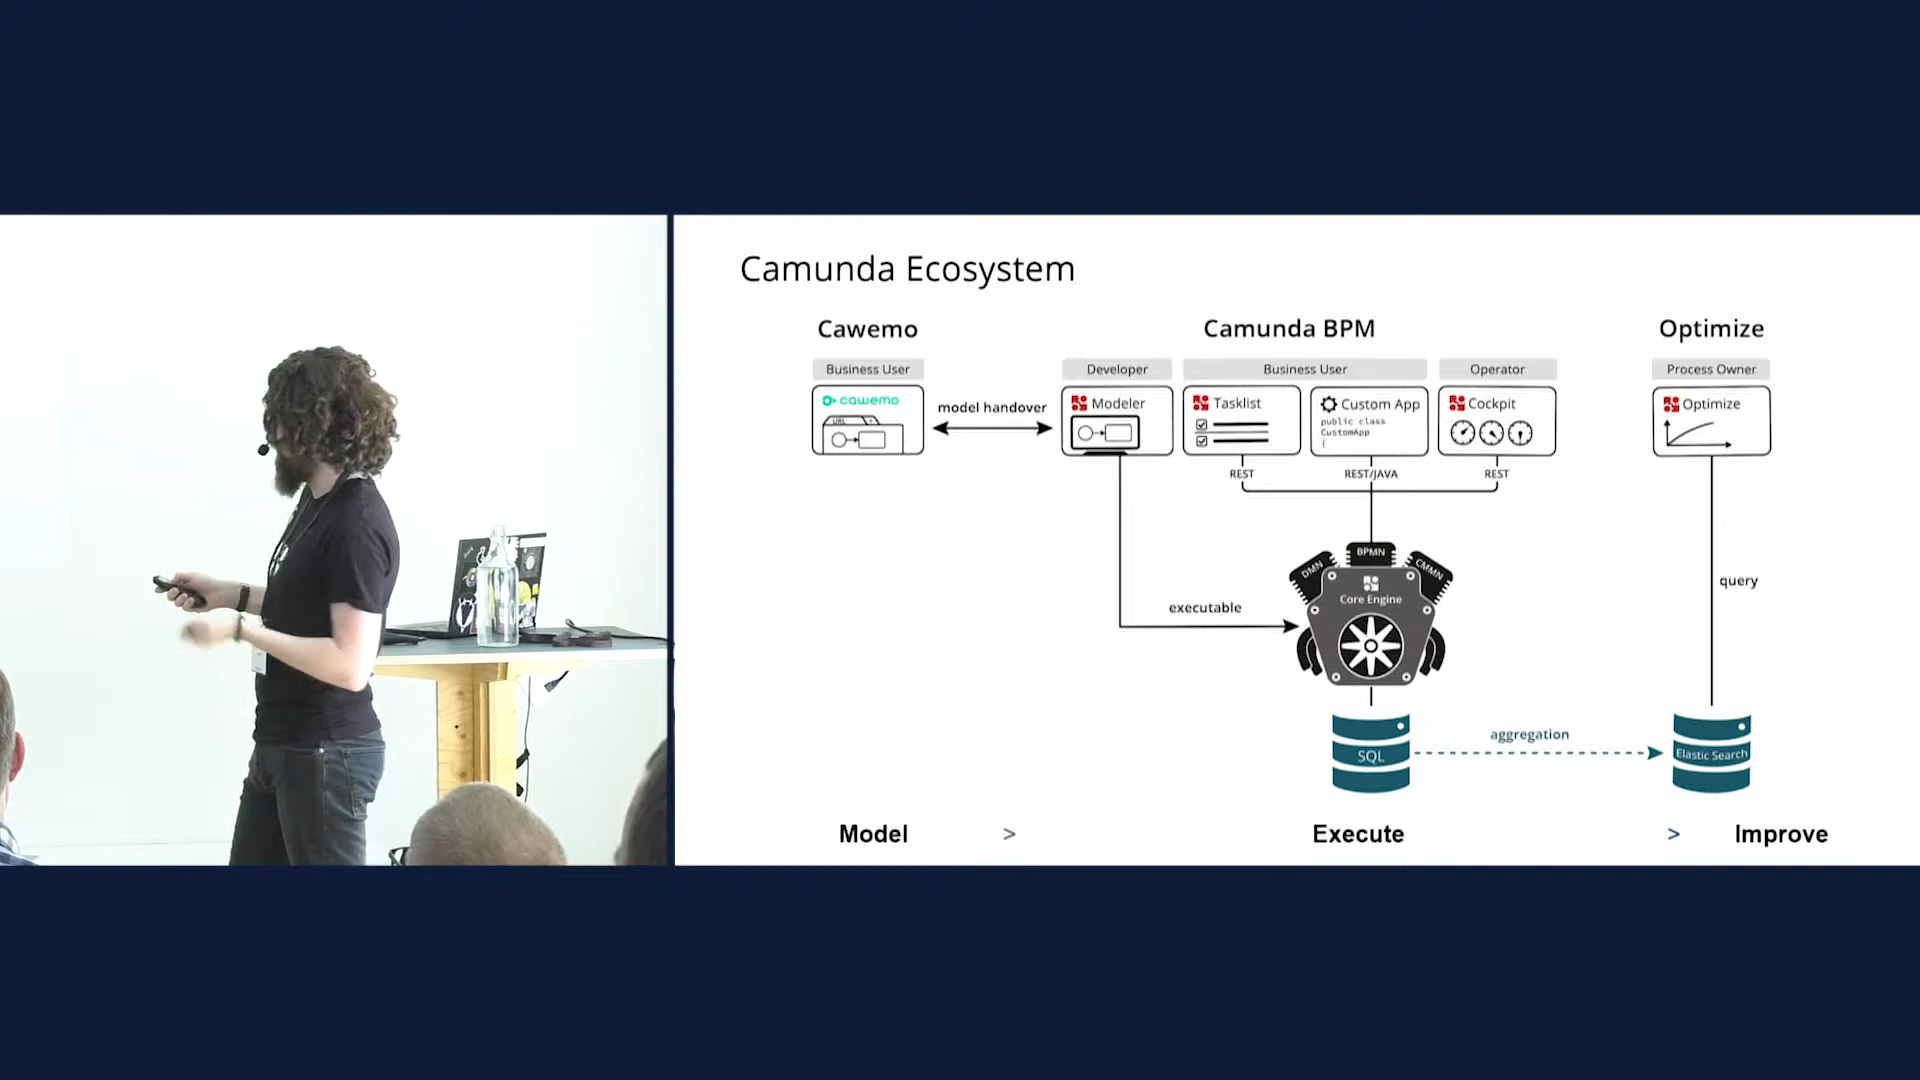 Camunda Ecosystem
Cawemo
Camunda BPM
Optimize
Business User
Developer
Business User
Operator
Process Owner
cawemo
URL
model handover
Modeler
Tasklist
Custom App
public class
CustomApp
{
Cockpit
Optimize
REST
REST/JAVA
REST
DMN
BPMN
CMMN
Core Engine
executable
query
SQL
aggregation
Elastic Search
Model > Execute > Improve